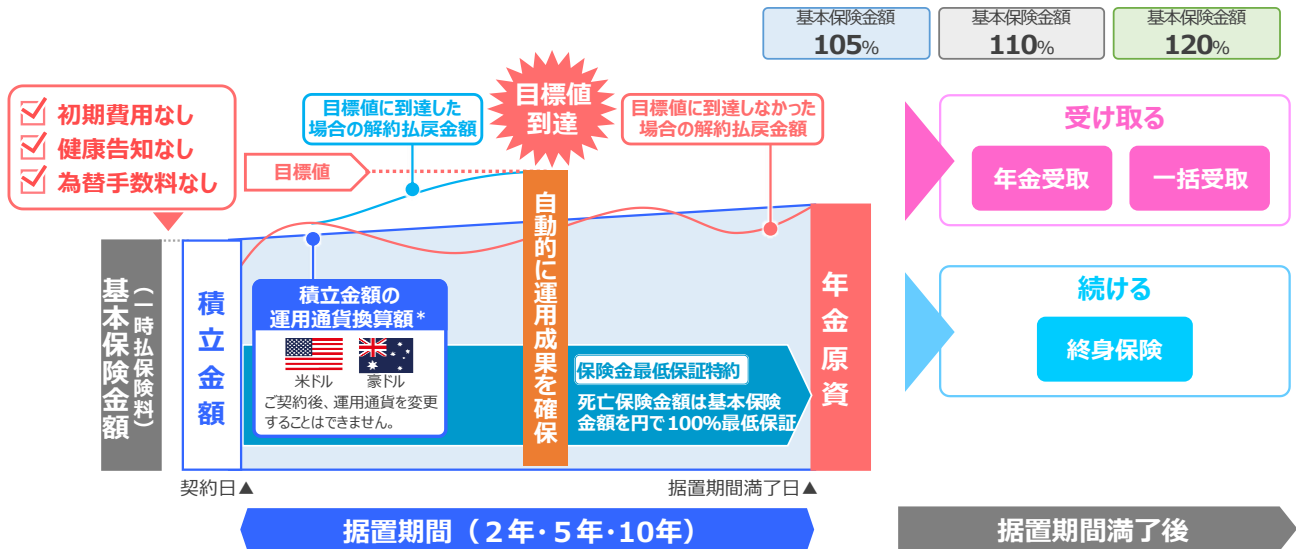 基本保険金額
105%
基本保険金額
110%
基本保険金額
120%
初期費用なし
健康告知なし
為替手数料なし
目標値に到達した
場合の解約払戻金額
目標値
到達
目標値に到達しなかった
場合の解約払戻金額
目標値
基本保険金額
（一時払保険料）
積立金額
積立金額の
運用通貨換算額*
米ドル
豪ドル
ご契約後、運用通貨を変更
することはできません。
自動的に運用成果を確保
保険金最低保証特約
死亡保険金額は基本保険
金額を円で100%最低保証
年金原資
契約日▲
据置期間満了日▲
据置期間（２年･５年･10年）
受け取る
年金受取
一括受取
続ける
終身保険
据置期間満了後